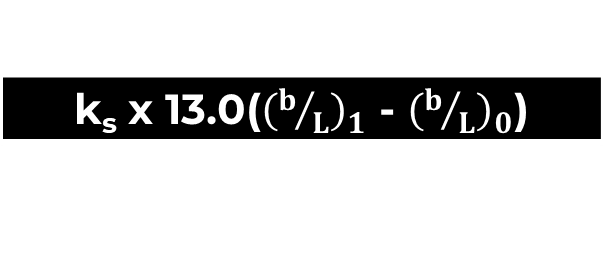 kₛ x 13.0((ᵇ/L)₁ - (ᵇ/L)₀)